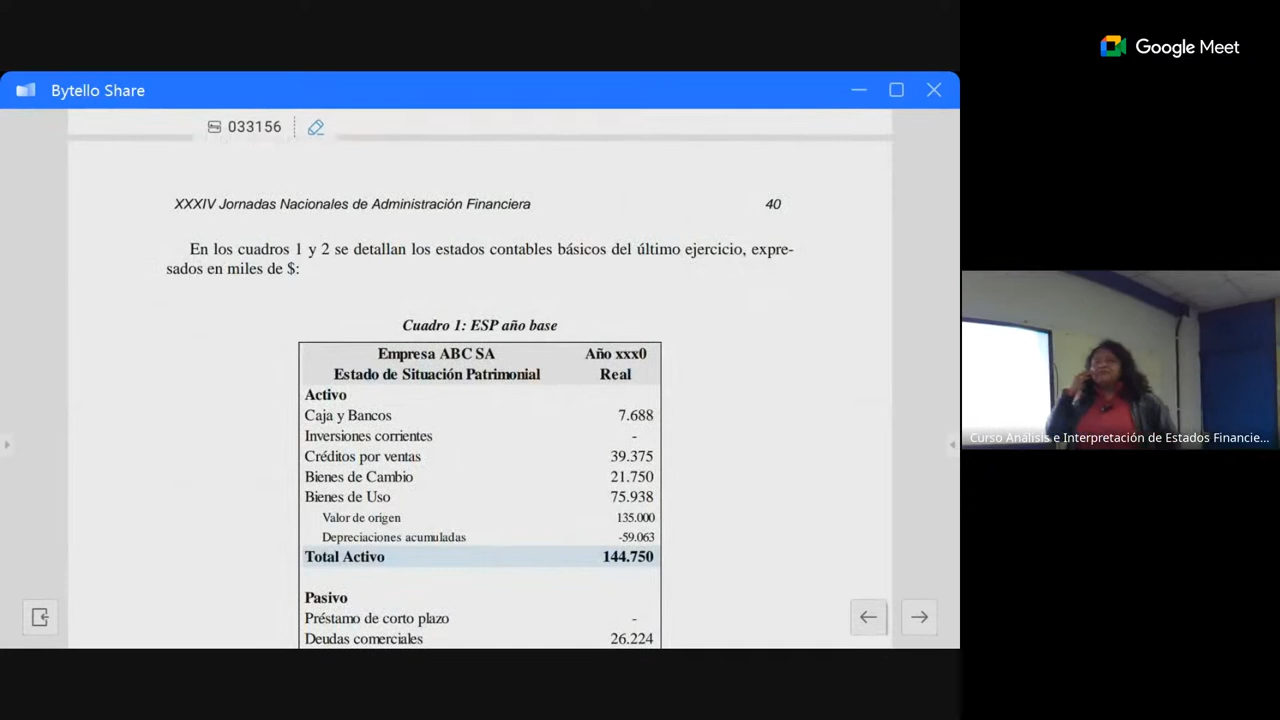 Google Meet
Bytello Share
033156
XXXIV Jornadas Nacionales de Administración Financiera 40
En los cuadros 1 y 2 se detallan los estados contables básicos del último ejercicio, expre-
sados en miles de $:
Cuadro 1: ESP año base
Empresa ABC SA Año xxx0
Estado de Situación Patrimonial Real
Activo
Caja y Bancos 7.688
Inversiones corrientes -
Créditos por ventas 39.375
Bienes de Cambio 21.750
Bienes de Uso 75.938
Valor de origen 135.000
Depreciaciones acumuladas -59.063
Total Activo 144.750
Pasivo
Préstamo de corto plazo -
Deudas comerciales 26.224
Curso Análisis e Interpretación de Estados Financie...